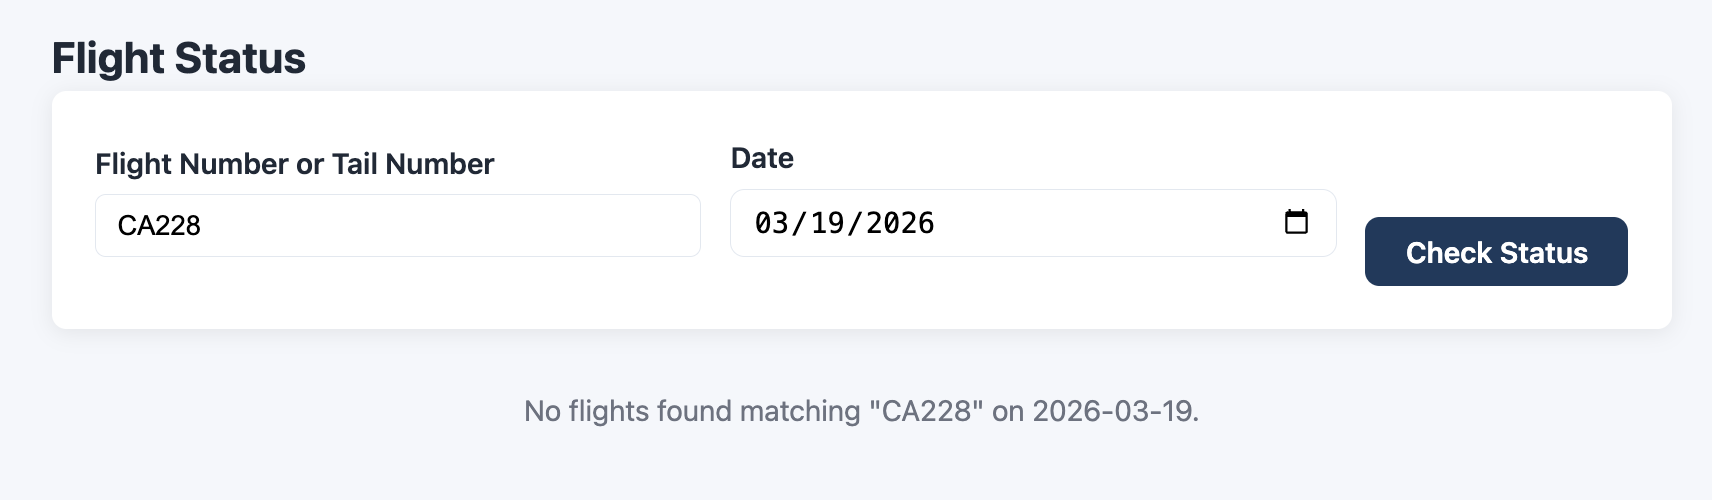 Flight Status
Flight Number or Tail Number
CA228
Date
03/19/2026
Check Status
No flights found matching "CA228" on 2026-03-19.